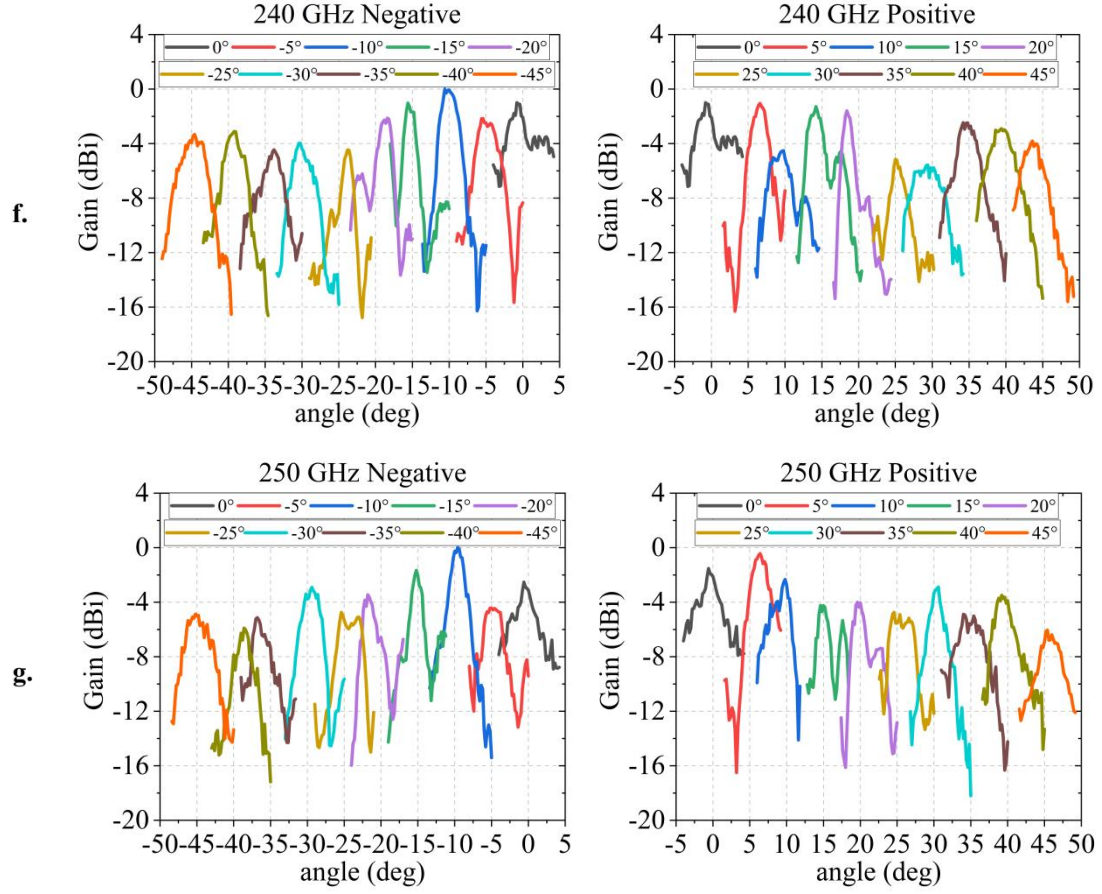 240 GHz Negative
0° -5° -10° -15° -20°
-25° -30° -35° -40° -45°
4
0
-4
-8
-12
-16
-20
Gain (dBi)
-50 -45 -40 -35 -30 -25 -20 -15 -10 -5 0 5
angle (deg)
240 GHz Positive
0° 5° 10° 15° 20°
25° 30° 35° 40° 45°
4
0
-4
-8
-12
-16
-20
Gain (dBi)
-5 0 5 10 15 20 25 30 35 40 45 50
angle (deg)
f.
250 GHz Negative
0° -5° -10° -15° -20°
-25° -30° -35° -40° -45°
4
0
-4
-8
-12
-16
-20
Gain (dBi)
-50 -45 -40 -35 -30 -25 -20 -15 -10 -5 0 5
angle (deg)
250 GHz Positive
0° 5° 10° 15° 20°
25° 30° 35° 40° 45°
4
0
-4
-8
-12
-16
-20
Gain (dBi)
-5 0 5 10 15 20 25 30 35 40 45 50
angle (deg)
g.